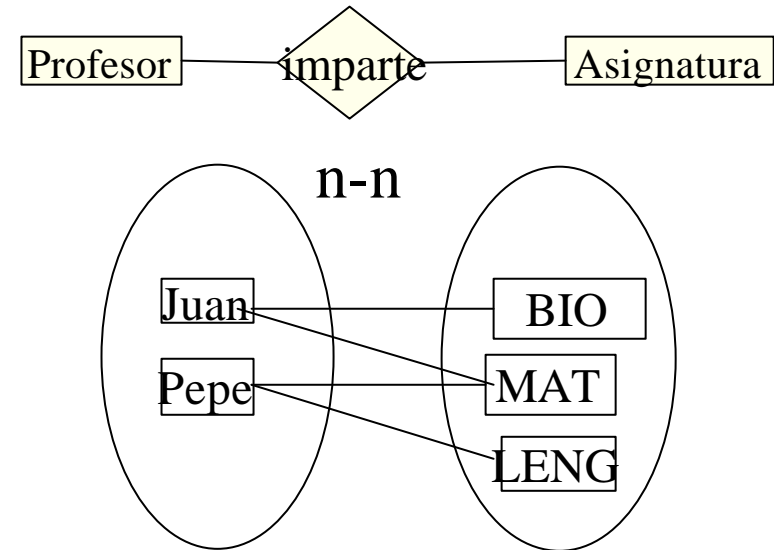 Profesor imparte Asignatura
n-n
Juan BIO
Pepe MAT
LENG